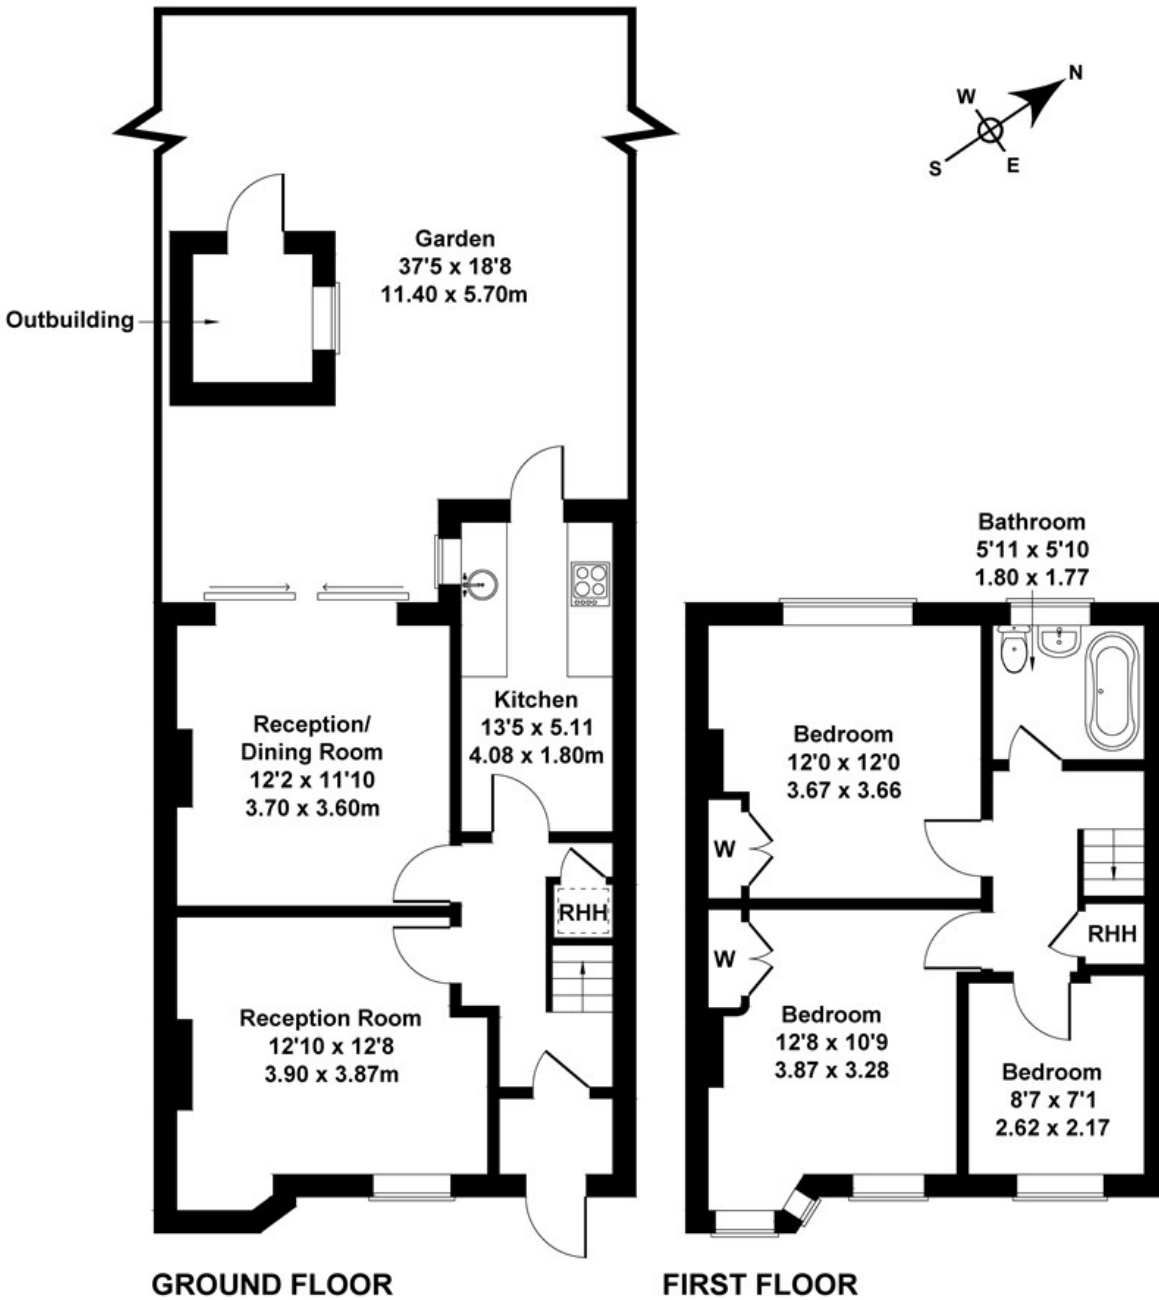 N
W
S
E
Garden
37'5 x 18'8
11.40 x 5.70m
Outbuilding
Kitchen
13'5 x 5.11
4.08 x 1.80m
Reception/
Dining Room
12'2 x 11'10
3.70 x 3.60m
RHH
Reception Room
12'10 x 12'8
3.90 x 3.87m
GROUND FLOOR
Bathroom
5'11 x 5'10
1.80 x 1.77
Bedroom
12'0 x 12'0
3.67 x 3.66
W
W
RHH
Bedroom
12'8 x 10'9
3.87 x 3.28
Bedroom
8'7 x 7'1
2.62 x 2.17
FIRST FLOOR